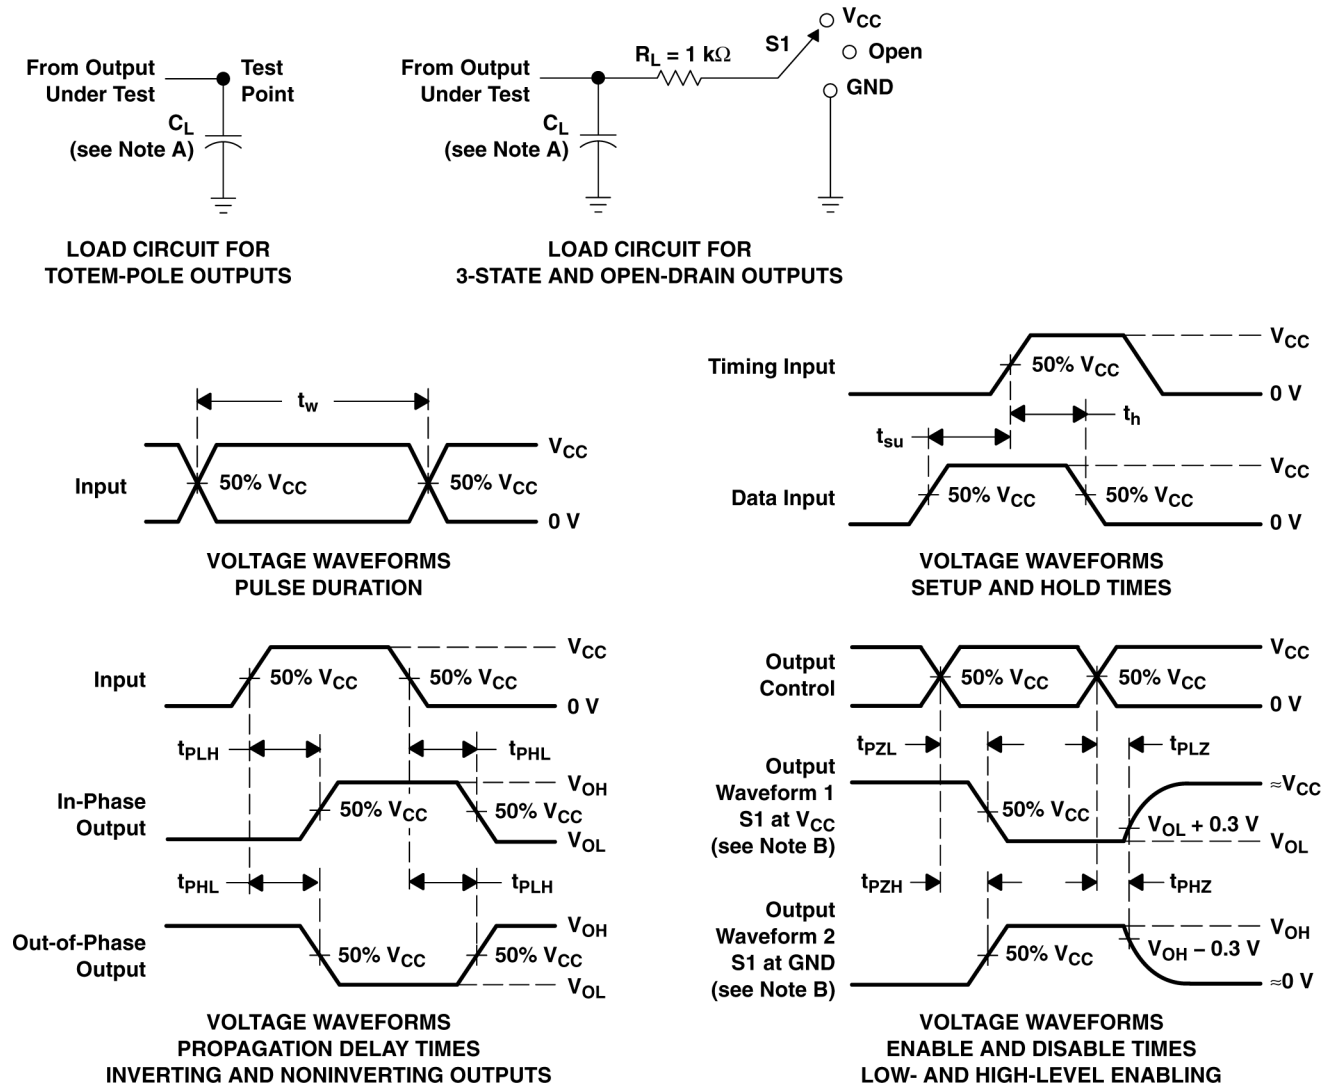 From Output
Under Test
Test
Point
CL
(see Note A)
LOAD CIRCUIT FOR
TOTEM-POLE OUTPUTS
From Output
Under Test
RL = 1 kΩ
S1
VCC
Open
GND
CL
(see Note A)
LOAD CIRCUIT FOR
3-STATE AND OPEN-DRAIN OUTPUTS
tw
Input
50% VCC
50% VCC
VCC
0 V
VOLTAGE WAVEFORMS
PULSE DURATION
Timing Input
50% VCC
VCC
0 V
th
tsu
Data Input
50% VCC
50% VCC
VCC
0 V
VOLTAGE WAVEFORMS
SETUP AND HOLD TIMES
Input
50% VCC
50% VCC
VCC
0 V
tPLH
tPHL
In-Phase
Output
50% VCC
50% VCC
VOH
VOL
tPHL
tPLH
Out-of-Phase
Output
50% VCC
50% VCC
VOH
VOL
VOLTAGE WAVEFORMS
PROPAGATION DELAY TIMES
INVERTING AND NONINVERTING OUTPUTS
Output
Control
50% VCC
50% VCC
VCC
0 V
tPZL
tPLZ
Output
Waveform 1
S1 at VCC
(see Note B)
50% VCC
VOL + 0.3 V
≈VCC
VOL
tPZH
tPHZ
Output
Waveform 2
S1 at GND
(see Note B)
50% VCC
VOH − 0.3 V
VOH
≈0 V
VOLTAGE WAVEFORMS
ENABLE AND DISABLE TIMES
LOW- AND HIGH-LEVEL ENABLING